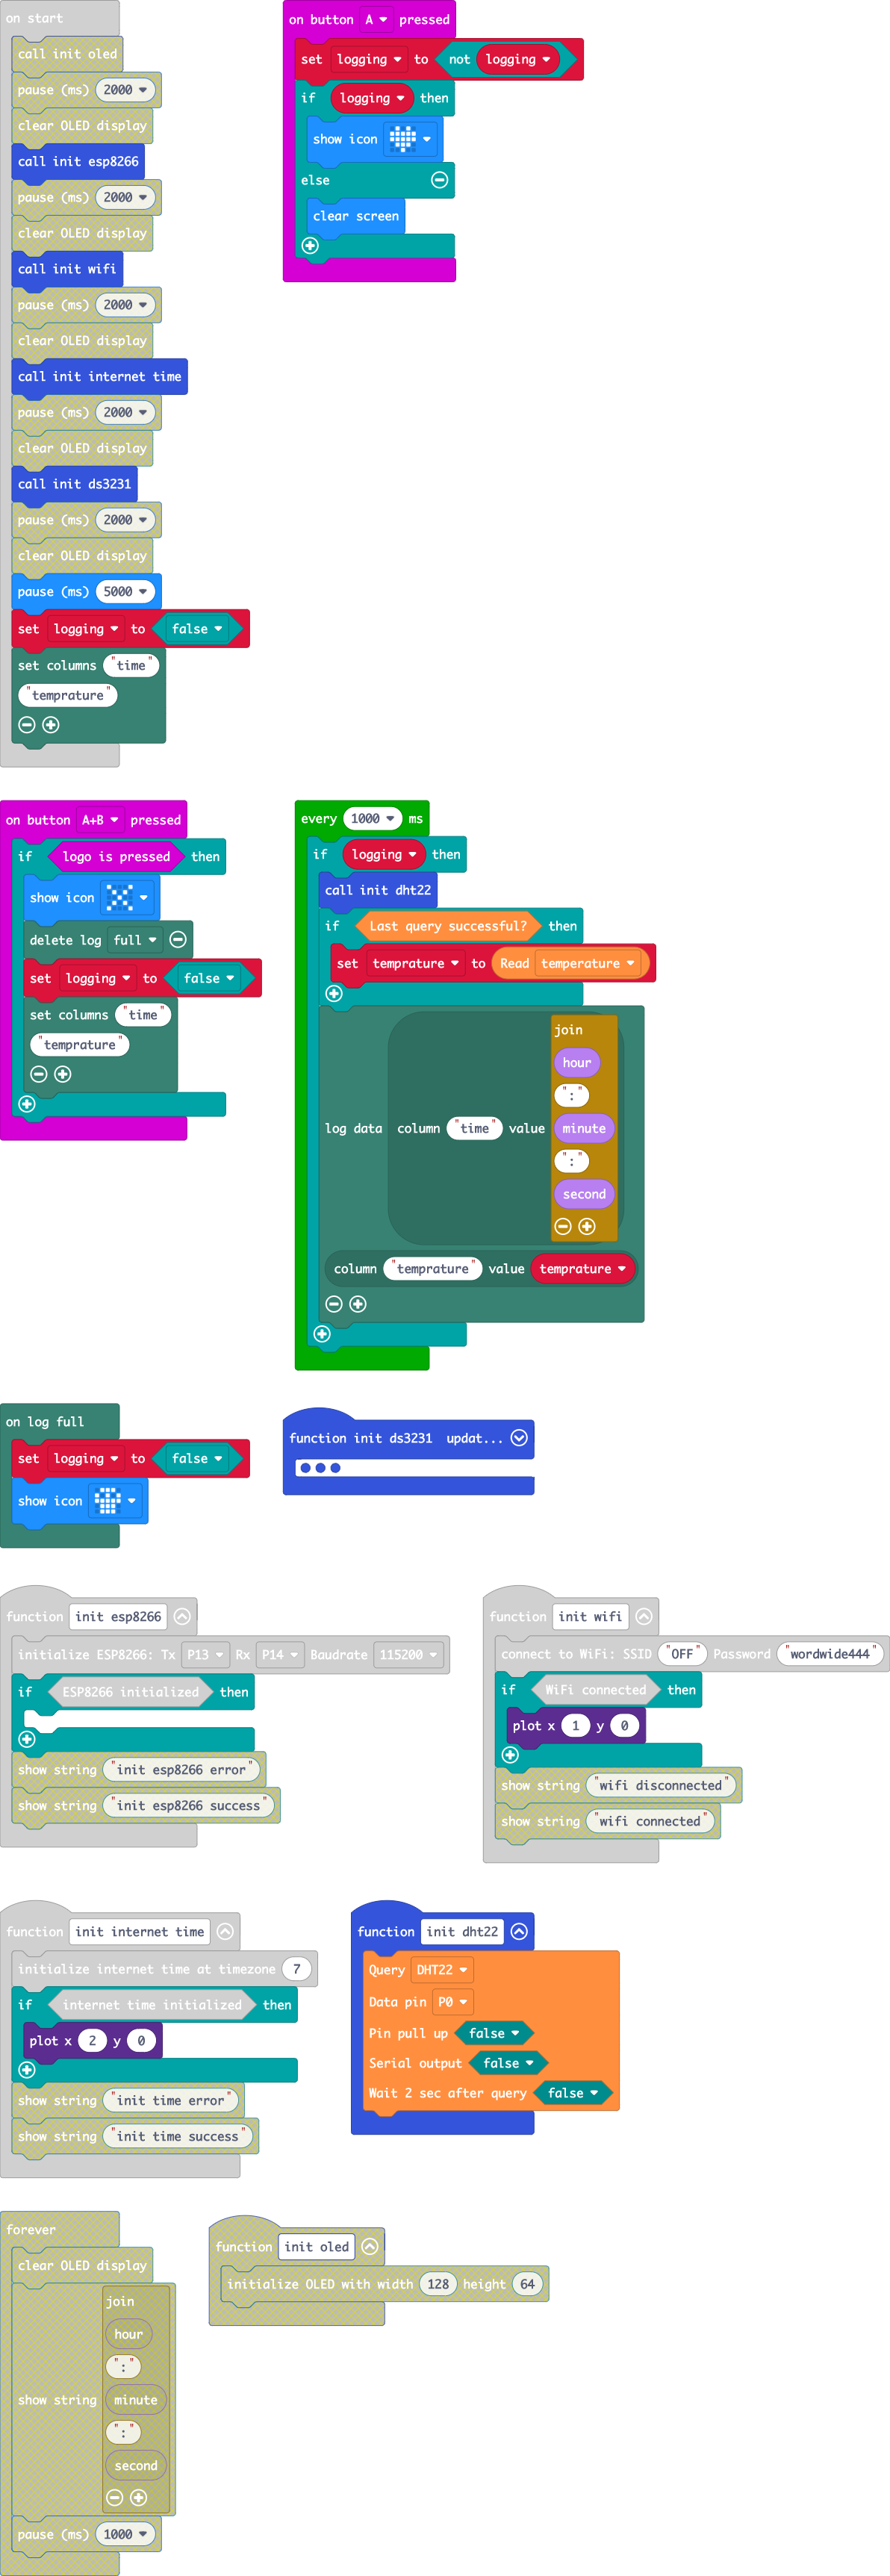 on start
call init oled
pause (ms) 2000
clear OLED display
call init esp8266
pause (ms) 2000
clear OLED display
call init wifi
pause (ms) 2000
clear OLED display
call init internet time
pause (ms) 2000
clear OLED display
call init ds3231
pause (ms) 2000
clear OLED display
pause (ms) 5000
set logging to false
set columns "time"
"temprature"
on button A pressed
set logging to not logging
if logging then
show icon
else
clear screen
on button A+B pressed
if logo is pressed then
show icon
delete log full
set logging to false
set columns "time"
"temprature"
every 1000 ms
if logging then
call init dht22
if Last query successful? then
set temprature to Read temperature
log data column "time" value
join
hour
":"
minute
":"
second
column "temprature" value temprature
on log full
set logging to false
show icon
function init ds3231 updat...
function init esp8266
initialize ESP8266: Tx P13 Rx P14 Baudrate 115200
if ESP8266 initialized then
show string "init esp8266 error"
show string "init esp8266 success"
function init wifi
connect to WiFi: SSID "OFF" Password "wordwide444"
if WiFi connected then
plot x 1 y 0
show string "wifi disconnected"
show string "wifi connected"
function init internet time
initialize internet time at timezone 7
if internet time initialized then
plot x 2 y 0
show string "init time error"
show string "init time success"
function init dht22
Query DHT22
Data pin P0
Pin pull up false
Serial output false
Wait 2 sec after query false
forever
clear OLED display
show string
join
hour
":"
minute
":"
second
pause (ms) 1000
function init oled
initialize OLED with width 128 height 64